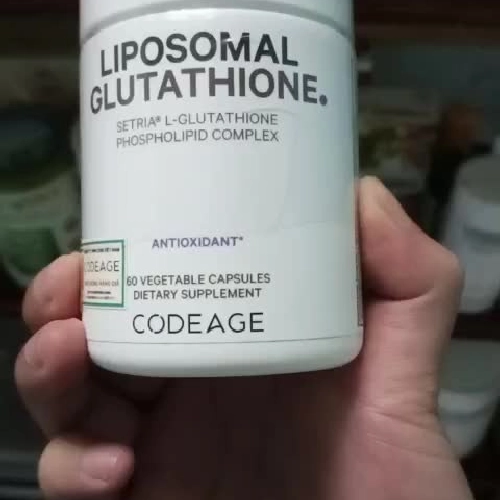 LIPOSOMAL
GLUTATHIONE.
SETRIA® L-GLUTATHIONE
PHOSPHOLIPID COMPLEX
ANTIOXIDANT*
CODEAGE
60 VEGETABLE CAPSULES
DIETARY SUPPLEMENT
CODEAGE